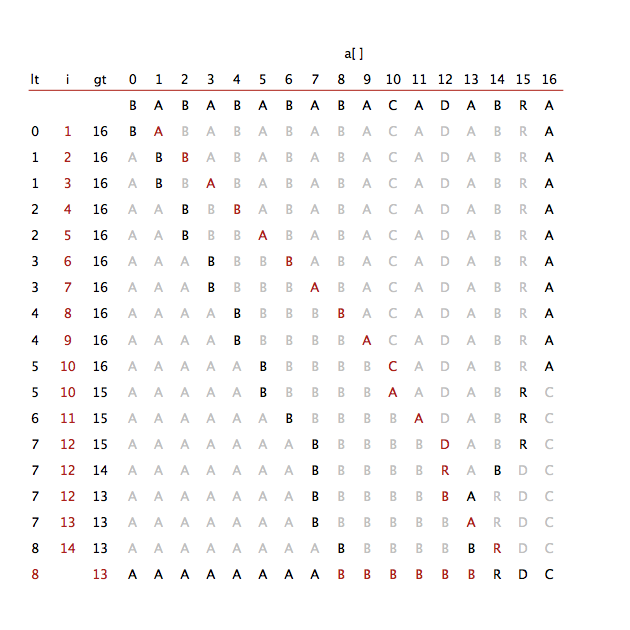 a[ ]
lt i gt 0 1 2 3 4 5 6 7 8 9 10 11 12 13 14 15 16
B A B A B A B A B A C A D A B R A
0 1 16 B A B A B A B A B A C A D A B R A
1 2 16 A B B A B A B A B A C A D A B R A
1 3 16 A B B A B A B A B A C A D A B R A
2 4 16 A A B B B A B A B A C A D A B R A
2 5 16 A A B B B A B A B A C A D A B R A
3 6 16 A A A B B B B A B A C A D A B R A
3 7 16 A A A B B B B A B A C A D A B R A
4 8 16 A A A A B B B B B A C A D A B R A
4 9 16 A A A A B B B B B A C A D A B R A
5 10 16 A A A A A B B B B B C A D A B R A
5 10 15 A A A A A B B B B B A A D A B R C
6 11 15 A A A A A A B B B B B A D A B R C
7 12 15 A A A A A A A B B B B B D A B R C
7 12 14 A A A A A A A B B B B B R A B D C
7 12 13 A A A A A A A B B B B B B A R D C
7 13 13 A A A A A A A B B B B B B A R D C
8 14 13 A A A A A A A A B B B B B B R D C
8 13 A A A A A A A A B B B B B B R D C